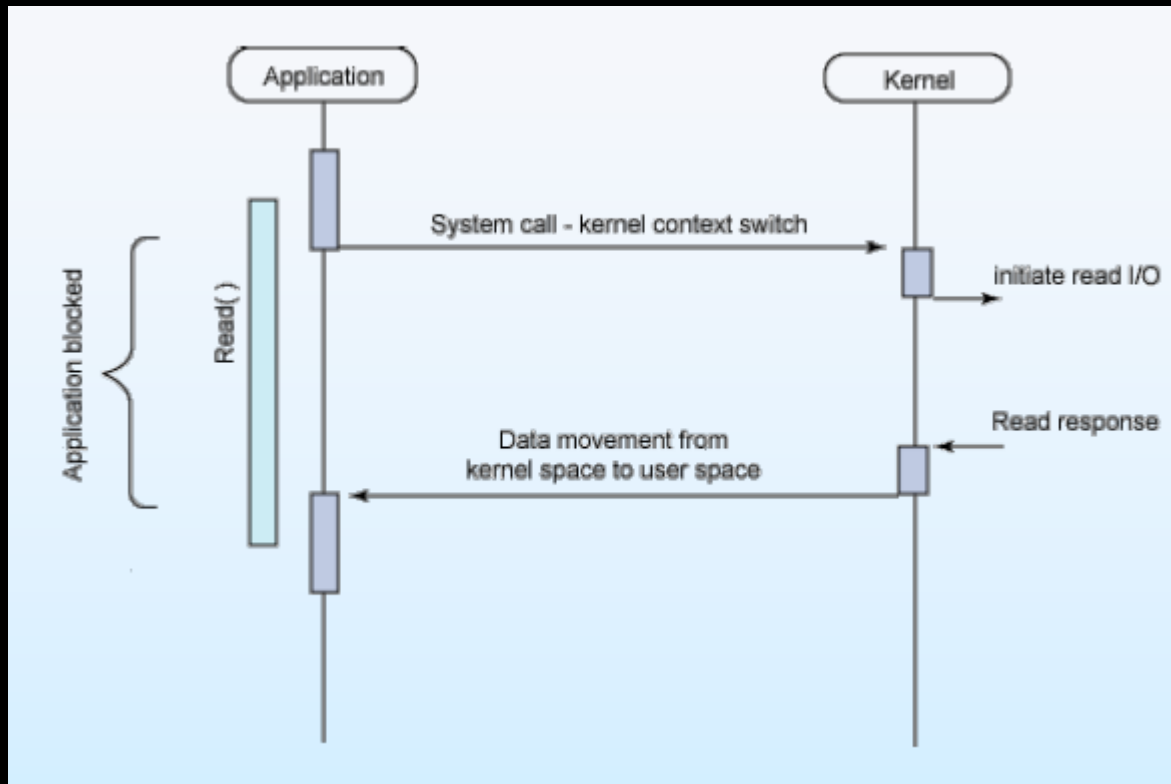 Application
Kernel
System call - kernel context switch
initiate read I/O
Application blocked
Read( )
Read response
Data movement from
kernel space to user space